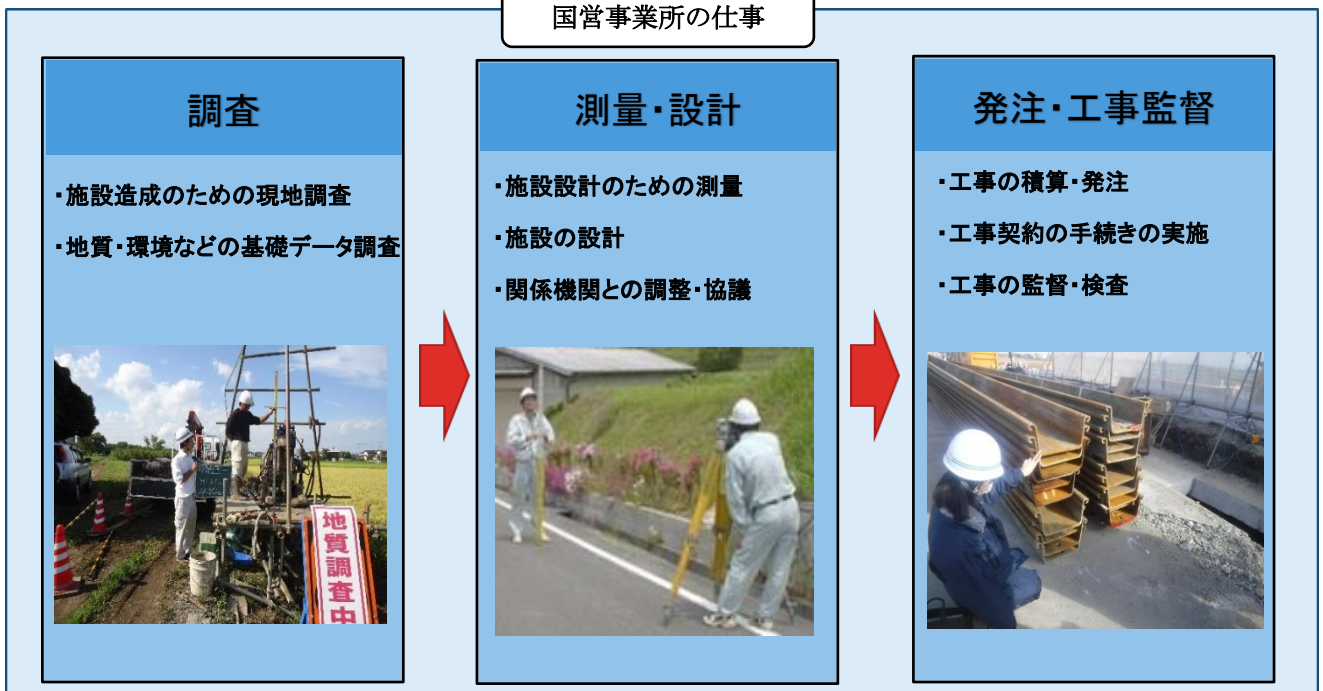 国営事業所の仕事
調査
・施設造成のための現地調査
・地質・環境などの基礎データ調査
地質調査中
測量・設計
・施設設計のための測量
・施設の設計
・関係機関との調整・協議
発注・工事監督
・工事の積算・発注
・工事契約の手続きの実施
・工事の監督・検査